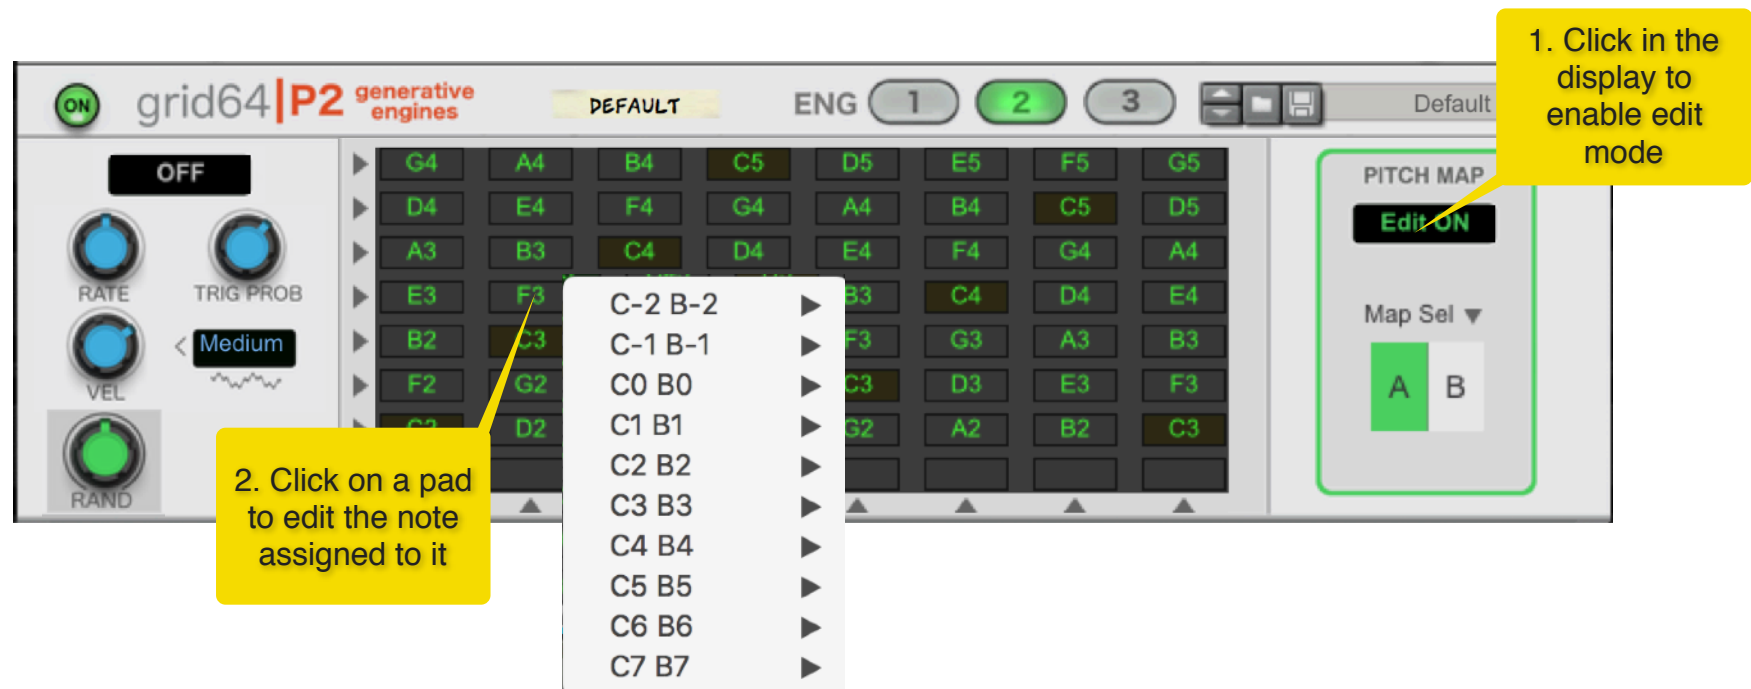 1. Click in the
display to
enable edit
mode
ON
grid64|P2 generative
engines
DEFAULT
ENG 1 2 3
Default
OFF
RATE
TRIG PROB
VEL
Medium
RAND
G4 A4 B4 C5 D5 E5 F5 G5
D4 E4 F4 G4 A4 B4 C5 D5
A3 B3 C4 D4 E4 F4 G4 A4
E3 F3 B3 C4 D4 E4
B2 C3 F3 G3 A3 B3
F2 G2 C3 D3 E3 F3
C2 D2 G2 A2 B2 C3
C-2 B-2
C-1 B-1
C0 B0
C1 B1
C2 B2
C3 B3
C4 B4
C5 B5
C6 B6
C7 B7
2. Click on a pad
to edit the note
assigned to it
PITCH MAP
Edit ON
Map Sel
A B